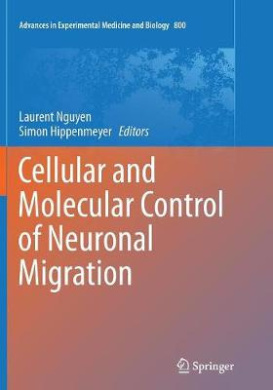 Advances in Experimental Medicine and Biology 800
Laurent Nguyen
Simon Hippenmeyer Editors
Cellular and
Molecular Control
of Neuronal
Migration
Springer